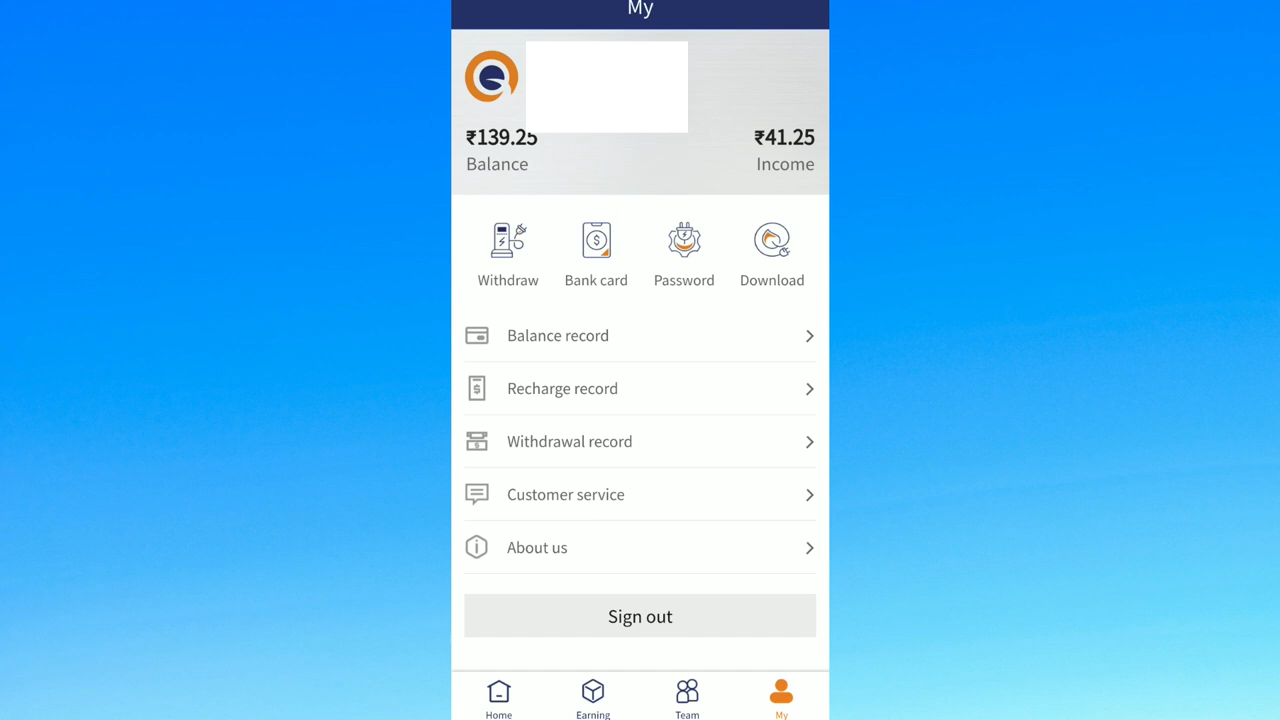 My
₹139.25
Balance
₹41.25
Income
Withdraw
Bank card
Password
Download
Balance record
Recharge record
Withdrawal record
Customer service
About us
Sign out
Home
Earning
Team
My